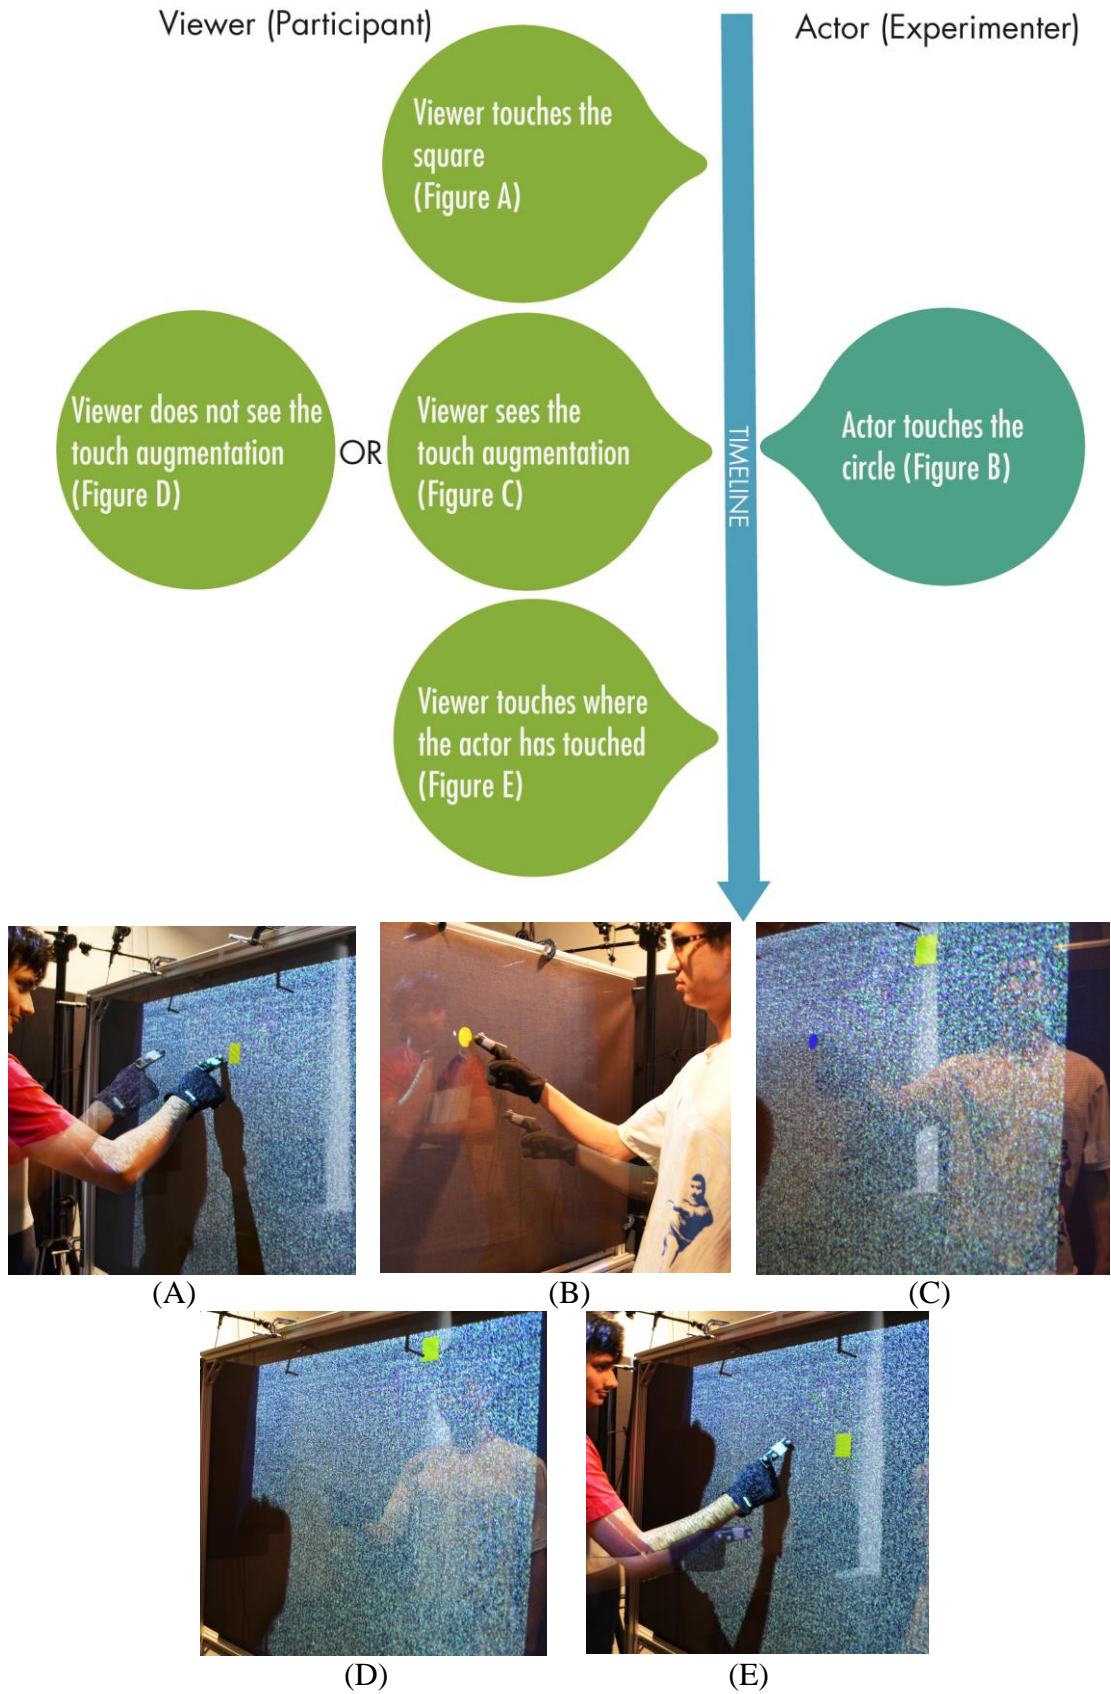 Viewer (Participant)
Actor (Experimenter)
Viewer touches the
square
(Figure A)
Viewer does not see the
touch augmentation
(Figure D)
OR
Viewer sees the
touch augmentation
(Figure C)
TIMELINE
Actor touches the
circle (Figure B)
Viewer touches where
the actor has touched
(Figure E)
(A)
(B)
(C)
(D)
(E)